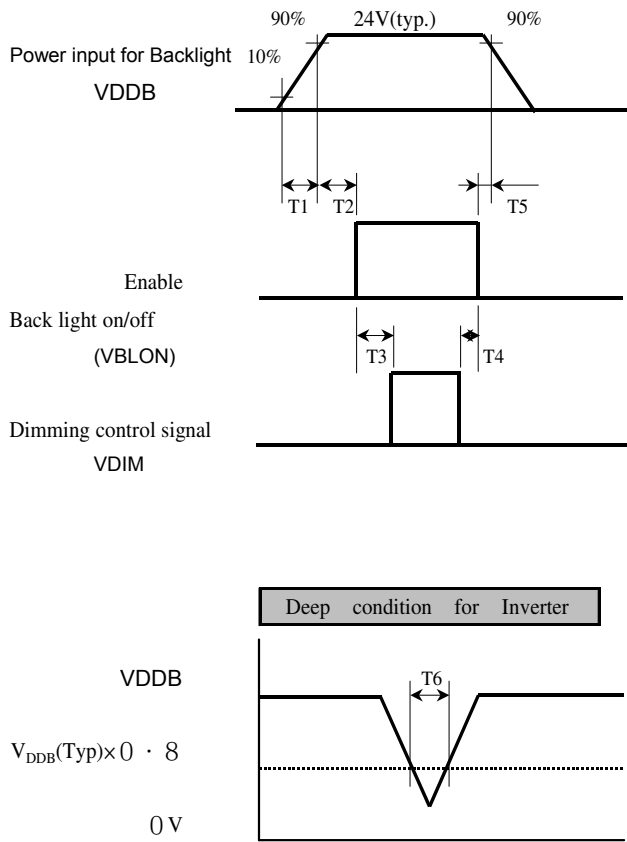 90% 24V(typ.) 90%
Power input for Backlight 10%
VDDB
T1 T2 T5
Enable
Back light on/off
(VBLON) T3 T4
Dimming control signal
VDIM
Deep condition for Inverter
VDDB T6
VDDB(Typ)×０．８
０V